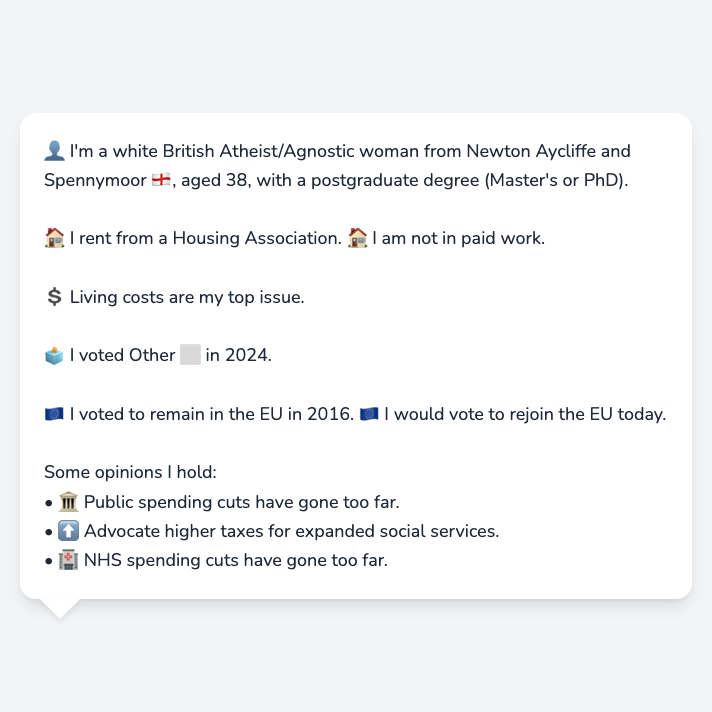 👤 I'm a white British Atheist/Agnostic woman from Newton Aycliffe and
Spennymoor 🏴󠁧󠁢󠁥󠁮󠁧󠁿, aged 38, with a postgraduate degree (Master's or PhD).
🏠 I rent from a Housing Association. 🏠 I am not in paid work.
💲 Living costs are my top issue.
🗳️ I voted Other ⬜ in 2024.
🇪🇺 I voted to remain in the EU in 2016. 🇪🇺 I would vote to rejoin the EU today.
Some opinions I hold:
• 🏛️ Public spending cuts have gone too far.
• ⬆️ Advocate higher taxes for expanded social services.
• 🏥 NHS spending cuts have gone too far.